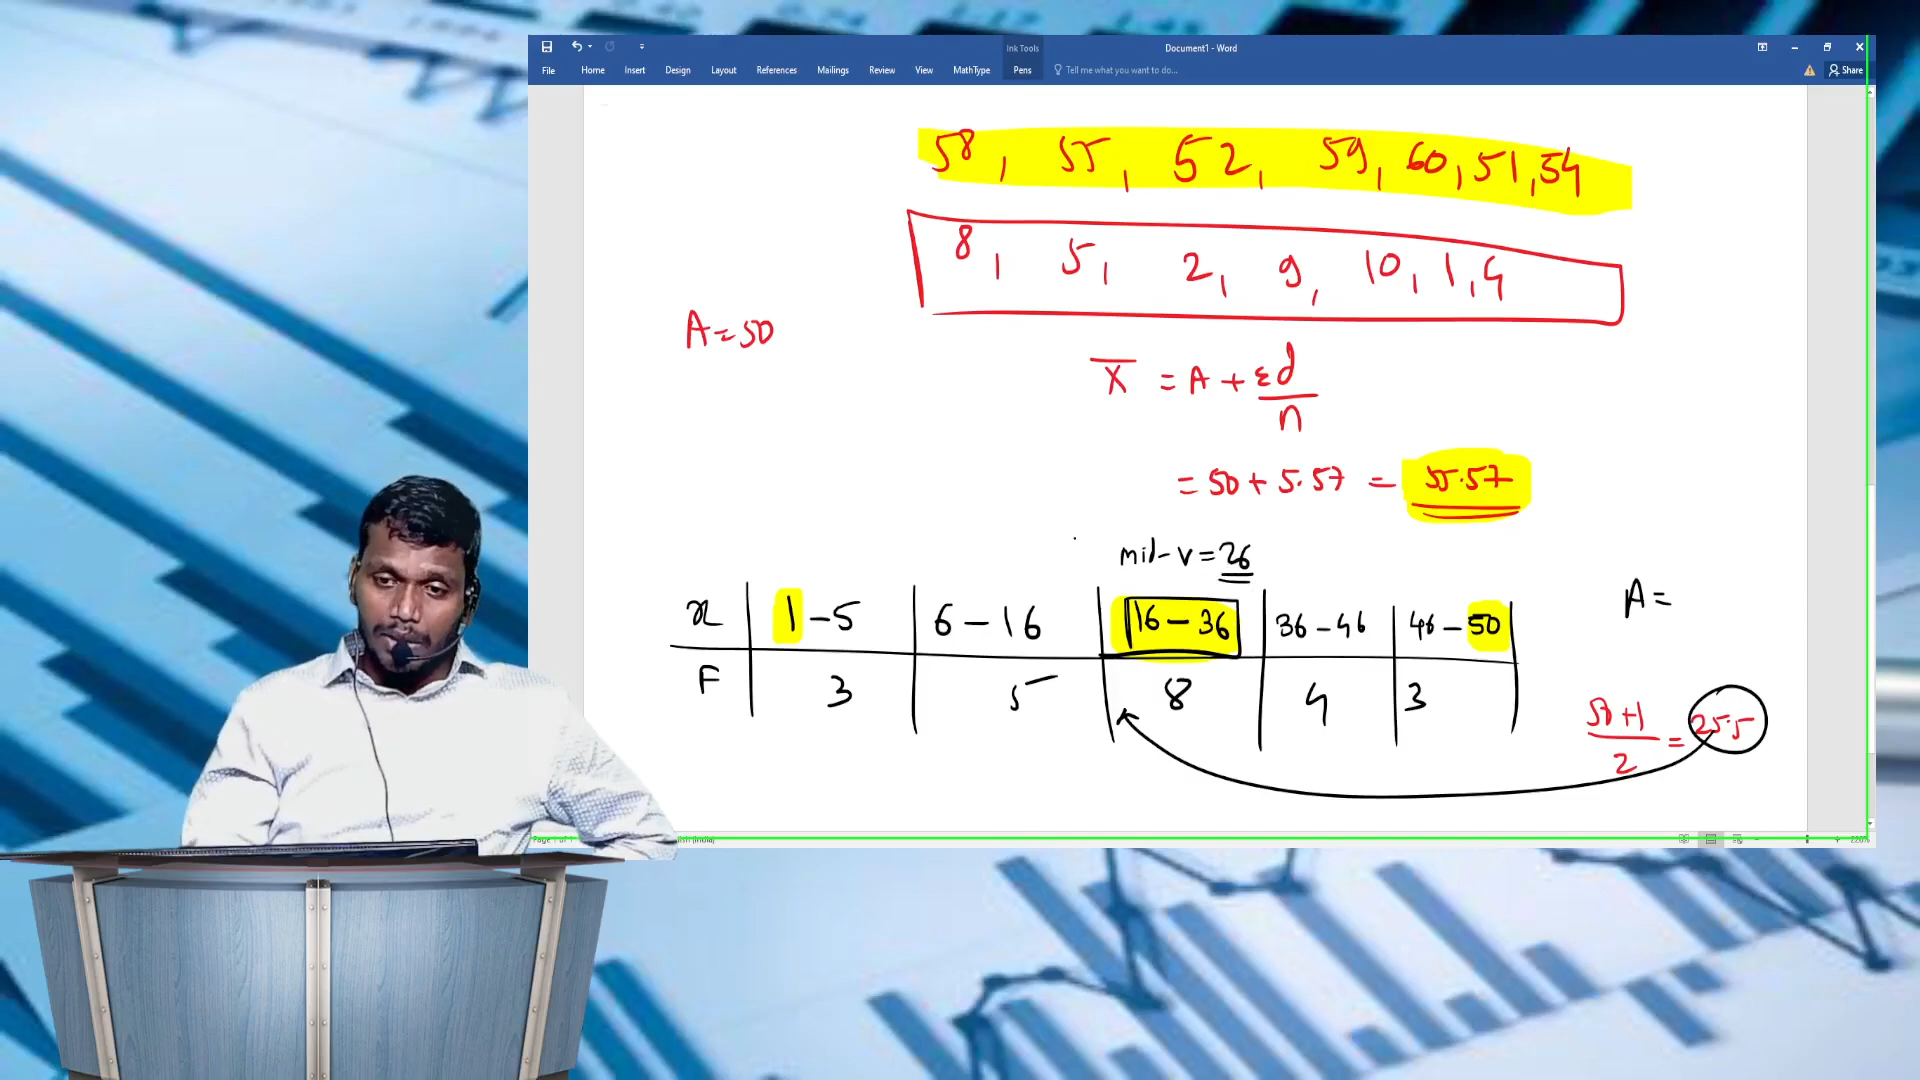 Ink Tools
Document1 - Word
File Home Insert Design Layout References Mailings Review View MathType Pens Tell me what you want to do... Share
58, 55, 52, 59, 60, 51, 54
8, 5, 2, 9, 10, 1, 4
A = 50
X̄ = A + εd/n
= 50 + 5.57 = 55.57
mid-v = 26
x 1-5 6-16 16-36 36-46 46-50
A =
F 3 5 8 4 3
50+1/2 = 25.5